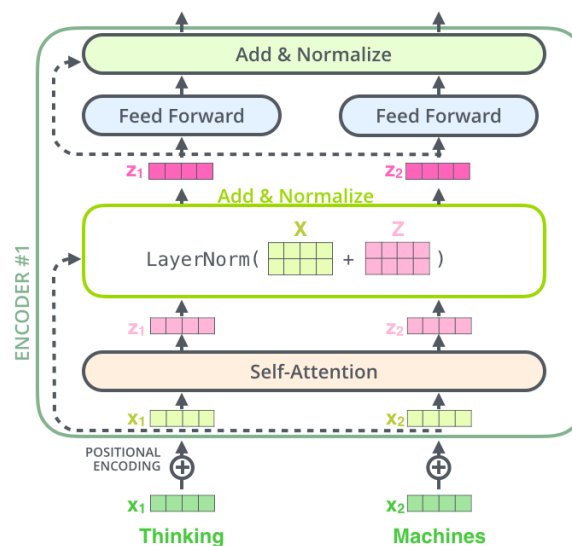 Add & Normalize
Feed Forward Feed Forward
z1 z2
Add & Normalize
X Z
LayerNorm( + )
z1 z2
Self-Attention
x1 x2
POSITIONAL
ENCODING
x1 x2
Thinking Machines
ENCODER #1